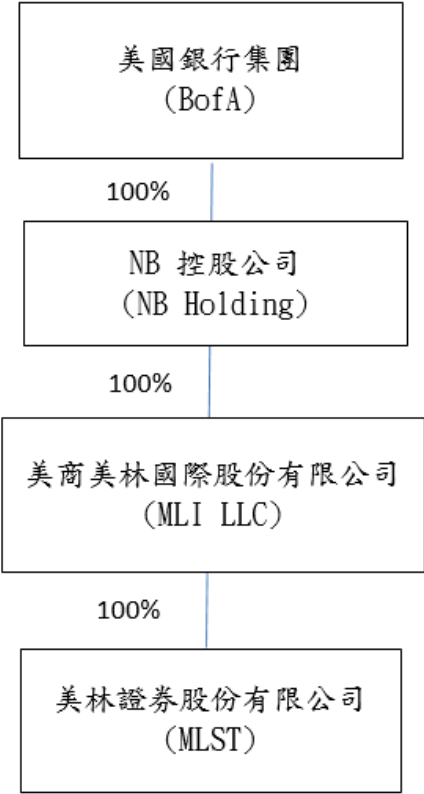 美國銀行集團
(BofA)
100%
NB 控股公司
(NB Holding)
100%
美商美林國際股份有限公司
(MLI LLC)
100%
美林證券股份有限公司
(MLST)